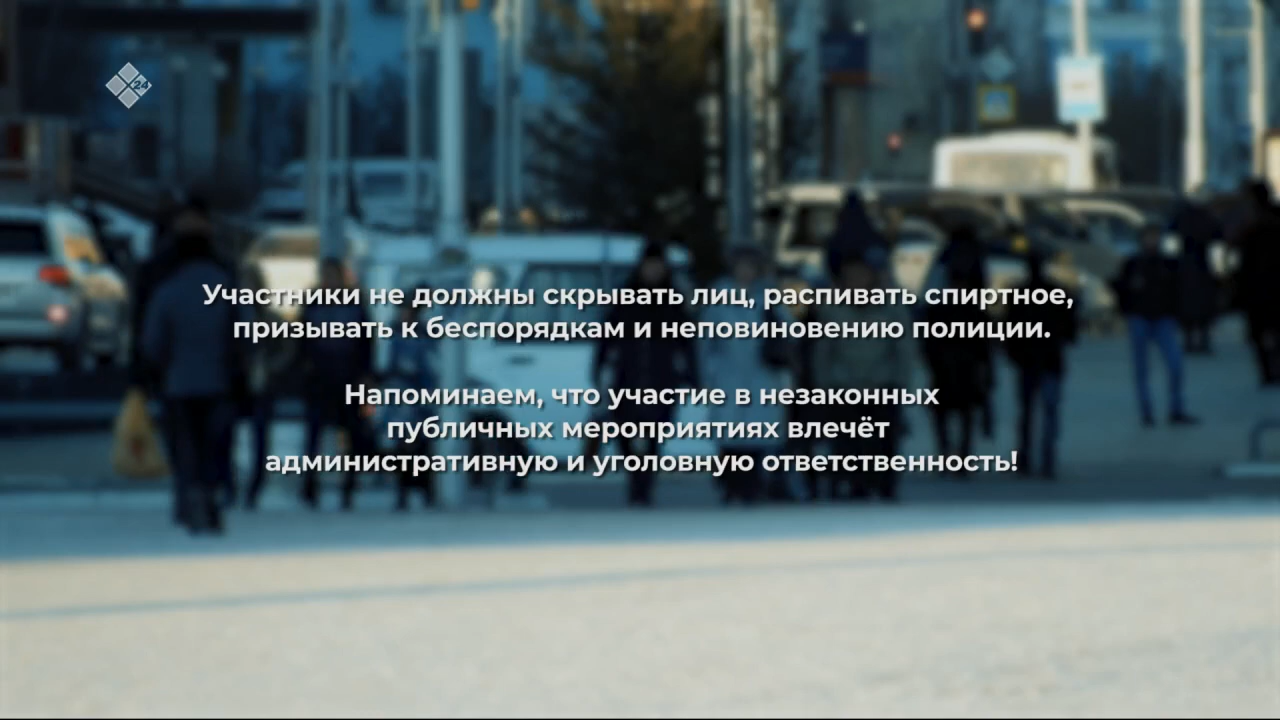 Х24
Участники не должны скрывать лиц, распивать спиртное,
призывать к беспорядкам и неповиновению полиции.
Напоминаем, что участие в незаконных
публичных мероприятиях влечёт
административную и уголовную ответственность!